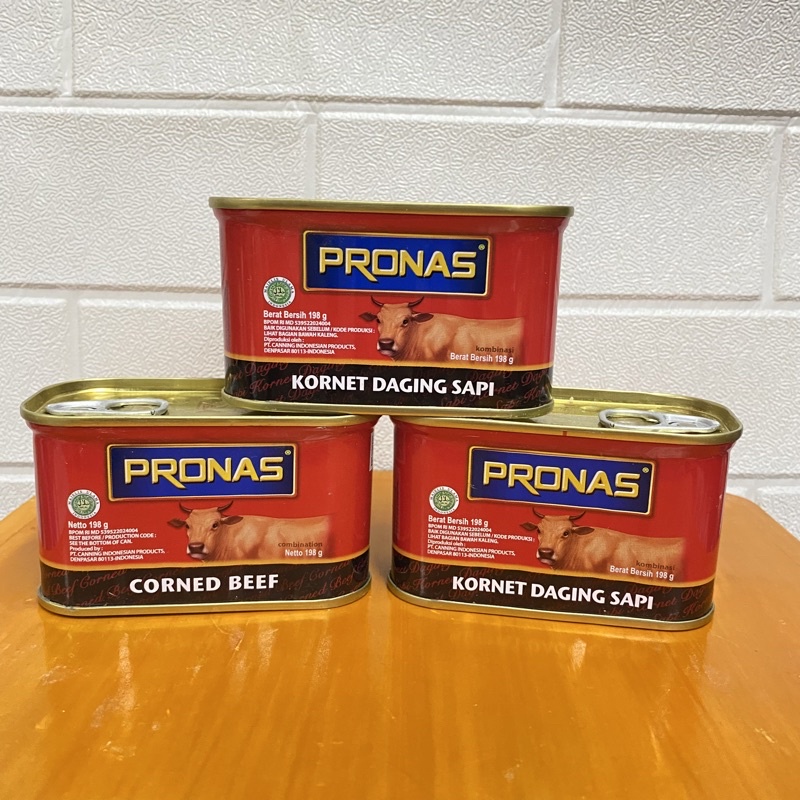 PRONAS®
Berat Bersih 198 g
BPOM RI MD 539522024004
BAIK DIGUNAKAN SEBELUM / KODE PRODUKSI :
LIHAT BAGIAN BAWAH KALENG.
Diproduksi oleh :
PT. CANNING INDONESIAN PRODUCTS,
DENPASAR 80113-INDONESIA
kombinasi
Berat Bersih 198 g
KORNET DAGING SAPI
PRONAS®
Netto 198 g
BPOM RI MD 539522024004
BEST BEFORE / PRODUCTION CODE :
SEE THE BOTTOM OF CAN.
Produced by :
PT. CANNING INDONESIAN PRODUCTS,
DENPASAR 80113-INDONESIA
combination
Netto 198 g
CORNED BEEF
PRONAS®
Berat Bersih 198 g
BPOM RI MD 539522024004
BAIK DIGUNAKAN SEBELUM / KODE PRODUKSI :
LIHAT BAGIAN BAWAH KALENG.
Diproduksi oleh :
PT. CANNING INDONESIAN PRODUCTS,
DENPASAR 80113-INDONESIA
kombinasi
Berat Bersih 198 g
KORNET DAGING SAPI